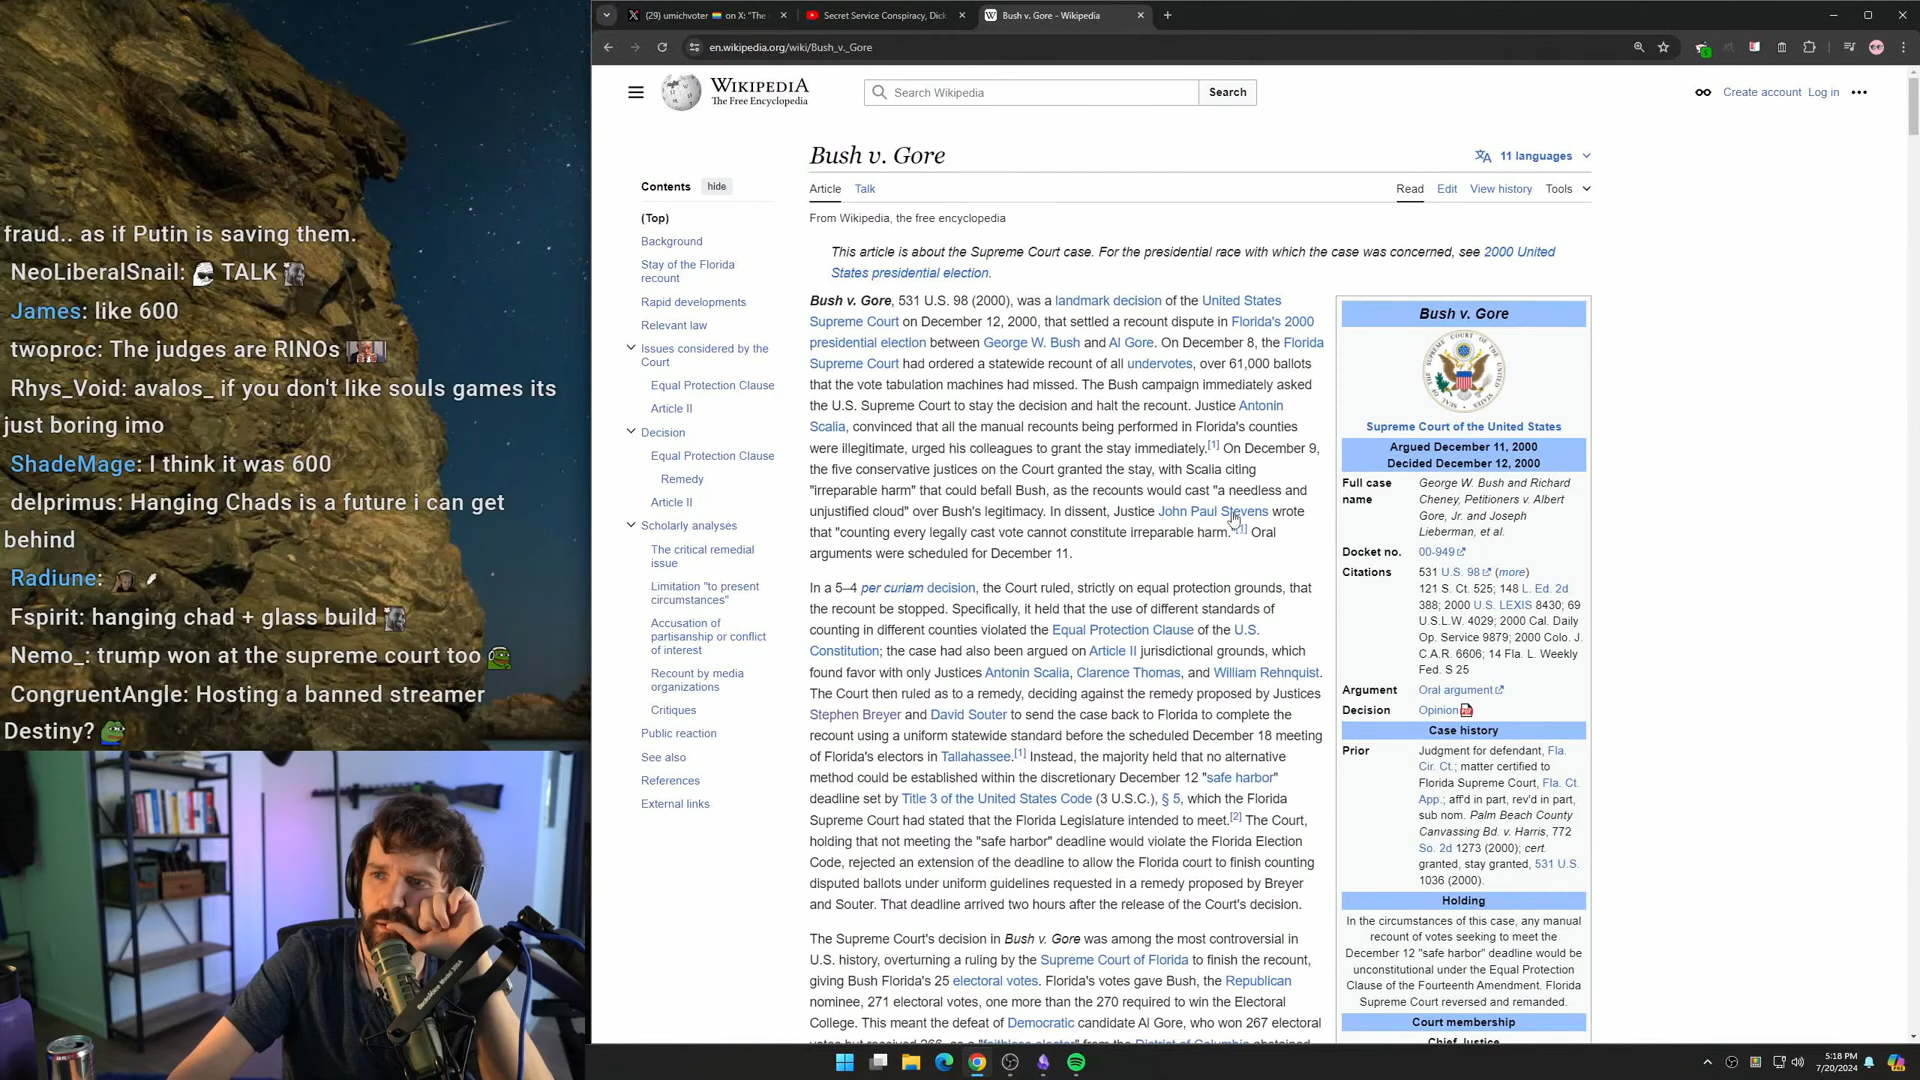 (29) umichvoter 🏳️‍🌈 on X: "The
Secret Service Conspiracy, Dick
Bush v. Gore - Wikipedia
en.wikipedia.org/wiki/Bush_v._Gore
WIKIPEDIA
The Free Encyclopedia
Search Wikipedia
Search
Create account
Log in
Bush v. Gore
11 languages
Article
Talk
Read
Edit
View history
Tools
From Wikipedia, the free encyclopedia
This article is about the Supreme Court case. For the presidential race with which the case was concerned, see 2000 United
States presidential election.
Contents
hide
(Top)
Background
Stay of the Florida
recount
Rapid developments
Relevant law
Issues considered by the
Court
Equal Protection Clause
Article II
Decision
Equal Protection Clause
Remedy
Article II
Scholarly analyses
The critical remedial
issue
Limitation "to present
circumstances"
Accusation of
partisanship or conflict
of interest
Recount by media
organizations
Critiques
Public reaction
See also
References
External links
Bush v. Gore, 531 U.S. 98 (2000), was a landmark decision of the United States
Supreme Court on December 12, 2000, that settled a recount dispute in Florida's 2000
presidential election between George W. Bush and Al Gore. On December 8, the Florida
Supreme Court had ordered a statewide recount of all undervotes, over 61,000 ballots
that the vote tabulation machines had missed. The Bush campaign immediately asked
the U.S. Supreme Court to stay the decision and halt the recount. Justice Antonin
Scalia, convinced that all the manual recounts being performed in Florida's counties
were illegitimate, urged his colleagues to grant the stay immediately.[1] On December 9,
the five conservative justices on the Court granted the stay, with Scalia citing
"irreparable harm" that could befall Bush, as the recounts would cast "a needless and
unjustified cloud" over Bush's legitimacy. In dissent, Justice John Paul Stevens wrote
that "counting every legally cast vote cannot constitute irreparable harm."[1] Oral
arguments were scheduled for December 11.
In a 5–4 per curiam decision, the Court ruled, strictly on equal protection grounds, that
the recount be stopped. Specifically, it held that the use of different standards of
counting in different counties violated the Equal Protection Clause of the U.S.
Constitution; the case had also been argued on Article II jurisdictional grounds, which
found favor with only Justices Antonin Scalia, Clarence Thomas, and William Rehnquist.
The Court then ruled as to a remedy, deciding against the remedy proposed by Justices
Stephen Breyer and David Souter to send the case back to Florida to complete the
recount using a uniform statewide standard before the scheduled December 18 meeting
of Florida's electors in Tallahassee.[1] Instead, the majority held that no alternative
method could be established within the discretionary December 12 "safe harbor"
deadline set by Title 3 of the United States Code (3 U.S.C.), § 5, which the Florida
Supreme Court had stated that the Florida Legislature intended to meet.[2] The Court,
holding that not meeting the "safe harbor" deadline would violate the Florida Election
Code, rejected an extension of the deadline to allow the Florida court to finish counting
disputed ballots under uniform guidelines requested in a remedy proposed by Breyer
and Souter. That deadline arrived two hours after the release of the Court's decision.
The Supreme Court's decision in Bush v. Gore was among the most controversial in
U.S. history, overturning a ruling by the Supreme Court of Florida to finish the recount,
giving Bush Florida's 25 electoral votes. Florida's votes gave Bush, the Republican
nominee, 271 electoral votes, one more than the 270 required to win the Electoral
College. This meant the defeat of Democratic candidate Al Gore, who won 267 electoral
votes but received 266, as a "faithless elector" from the District of Columbia abstained
Bush v. Gore
Supreme Court of the United States
Argued December 11, 2000
Decided December 12, 2000
Full case name George W. Bush and Richard
Cheney, Petitioners v. Albert
Gore, Jr. and Joseph
Lieberman, et al.
Docket no. 00-949
Citations 531 U.S. 98 (more)
121 S. Ct. 525; 148 L. Ed. 2d
388; 2000 U.S. LEXIS 8430; 69
U.S.L.W. 4029; 2000 Cal. Daily
Op. Service 9879; 2000 Colo. J.
C.A.R. 6606; 14 Fla. L. Weekly
Fed. S 25
Argument Oral argument
Decision Opinion
Case history
Prior Judgment for defendant, Fla.
Cir. Ct.; matter certified to
Florida Supreme Court, Fla. Ct.
App.; aff'd in part, rev'd in part,
sub nom. Palm Beach County
Canvassing Bd. v. Harris, 772
So. 2d 1273 (2000); cert.
granted, stay granted, 531 U.S.
1036 (2000).
Holding
In the circumstances of this case, any manual
recount of votes seeking to meet the
December 12 "safe harbor" deadline would be
unconstitutional under the Equal Protection
Clause of the Fourteenth Amendment. Florida
Supreme Court reversed and remanded.
Court membership
Chief Justice
fraud.. as if Putin is saving them.
NeoLiberalSnail: TALK
James: like 600
twoproc: The judges are RINOs
Rhys_Void: avalos_ if you don't like souls games its
just boring imo
ShadeMage: I think it was 600
delprimus: Hanging Chads is a future i can get
behind
Radiune:
Fspirit: hanging chad + glass build
Nemo_: trump won at the supreme court too
CongruentAngle: Hosting a banned streamer
Destiny?
5:18 PM
7/20/2024